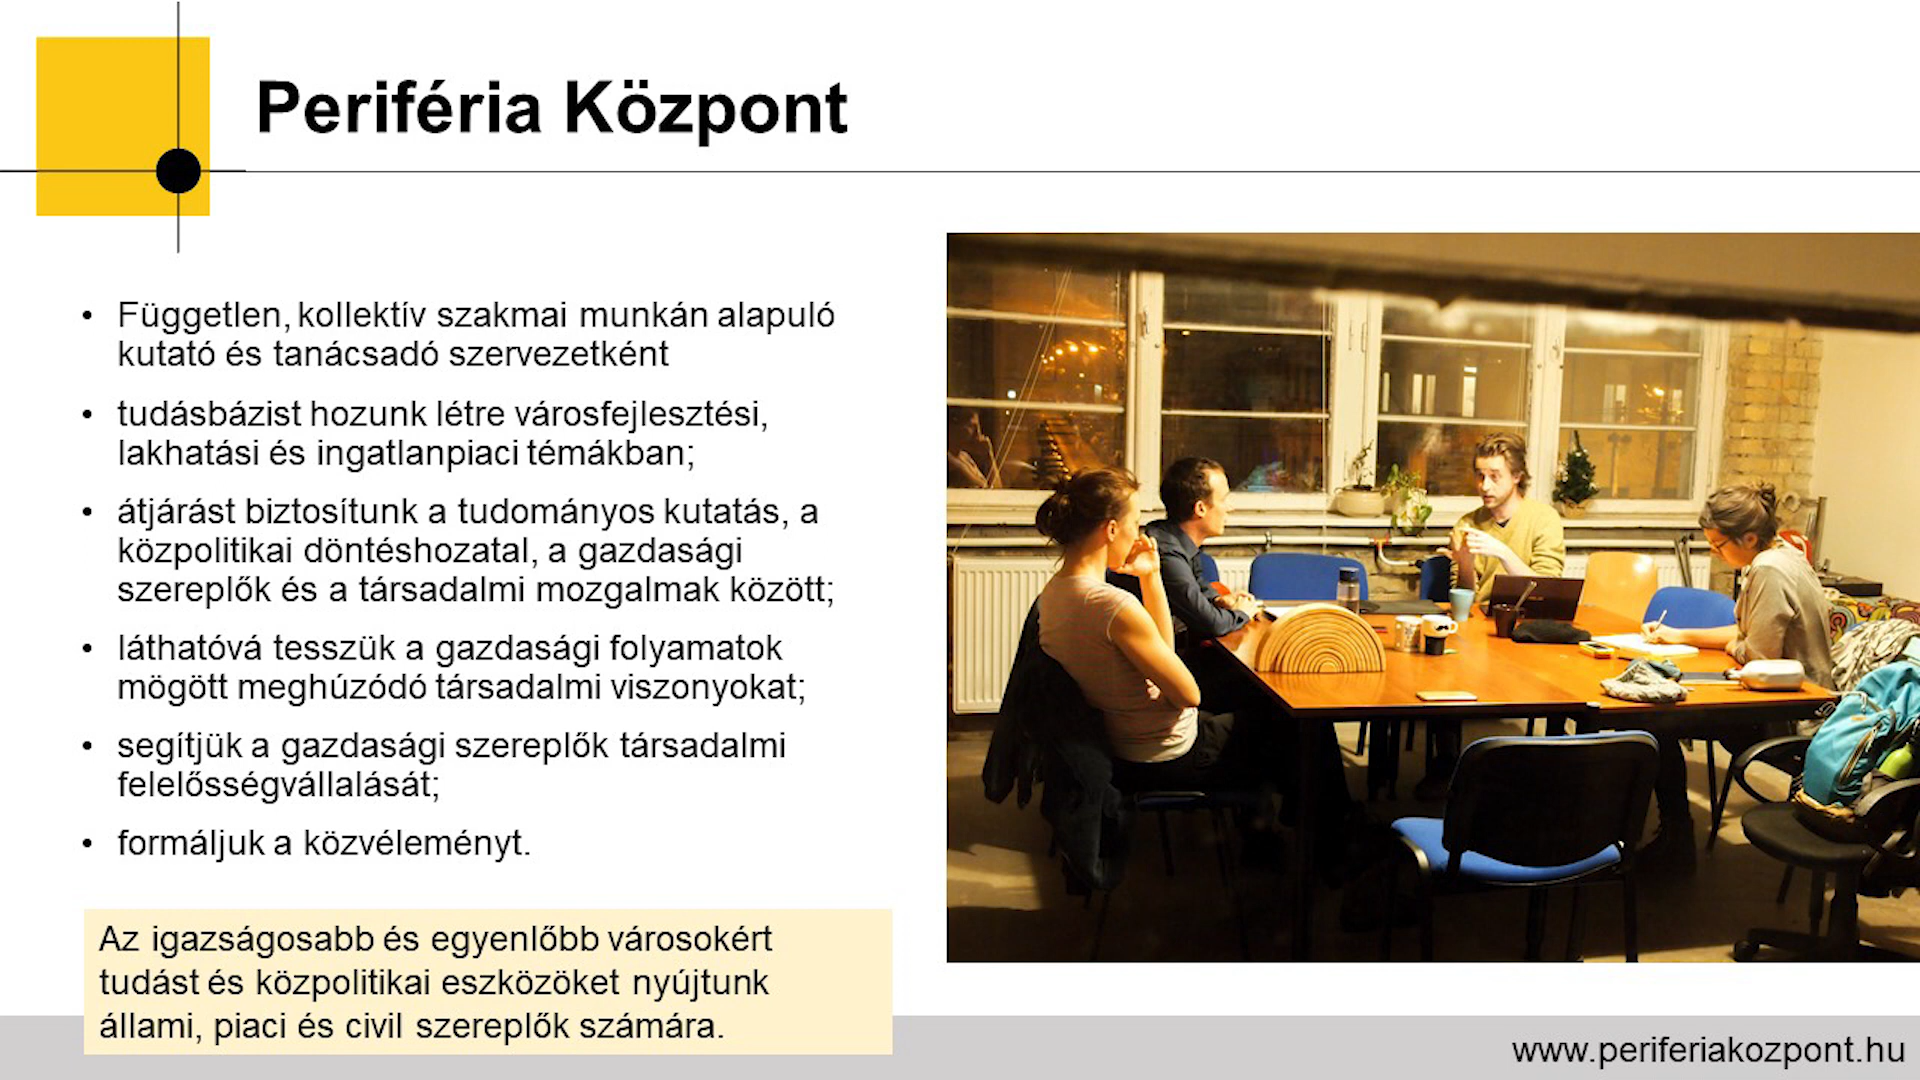 Periféria Központ
• Független, kollektív szakmai munkán alapuló
kutató és tanácsadó szervezetként
• tudásbázist hozunk létre városfejlesztési,
lakhatási és ingatlanpiaci témákban;
• átjárást biztosítunk a tudományos kutatás, a
közpolitikai döntéshozatal, a gazdasági
szereplők és a társadalmi mozgalmak között;
• láthatóvá tesszük a gazdasági folyamatok
mögött meghúzódó társadalmi viszonyokat;
• segítjük a gazdasági szereplők társadalmi
felelősségvállalását;
• formáljuk a közvéleményt.
Az igazságosabb és egyenlőbb városokért
tudást és közpolitikai eszközöket nyújtunk
állami, piaci és civil szereplők számára.
www.periferiakozpont.hu